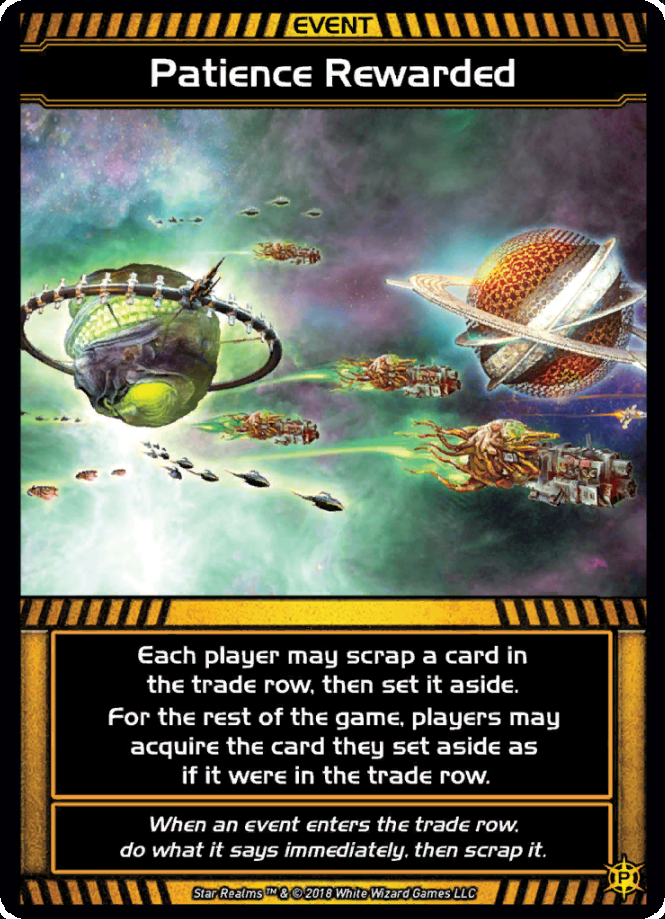 EVENT
Patience Rewarded
Each player may scrap a card in
the trade row, then set it aside.
For the rest of the game, players may
acquire the card they set aside as
if it were in the trade row.
When an event enters the trade row,
do what it says immediately, then scrap it.
P
Star Realms™ & © 2018 White Wizard Games LLC